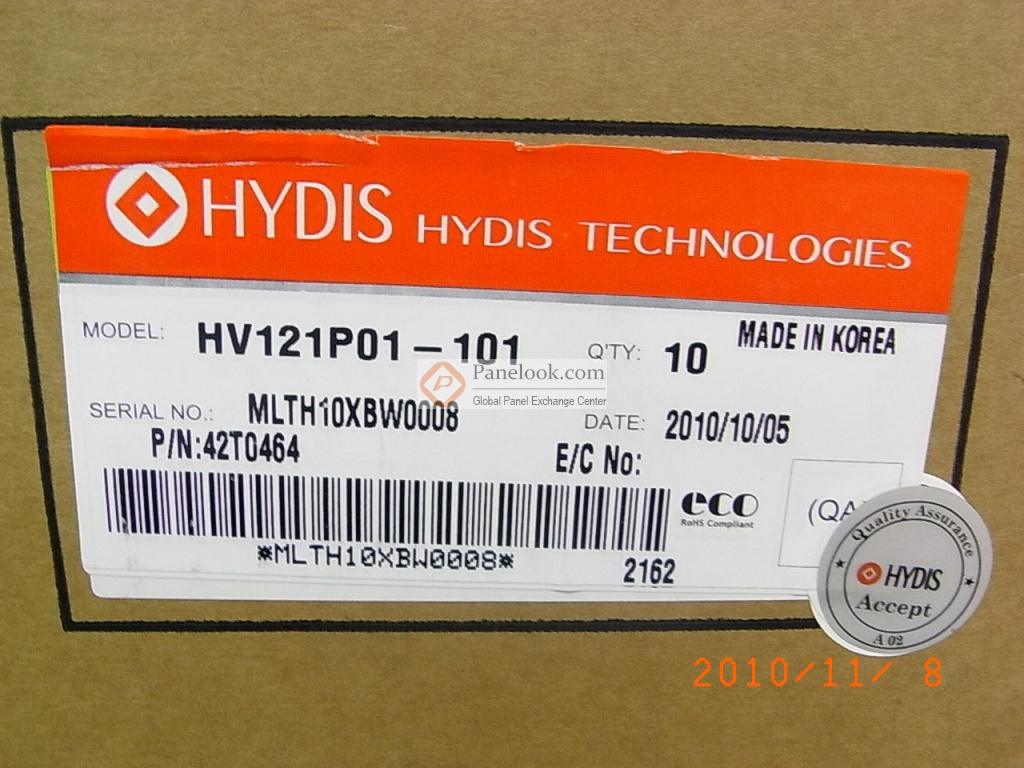 HYDIS HYDIS TECHNOLOGIES
MODEL: HV121P01-101 Q'TY: 10 MADE IN KOREA
Panelook.com
Global Panel Exchange Center
SERIAL NO.: MLTH10XBW0008 DATE: 2010/10/05
P/N:42T0464 E/C No:
eco
RoHS Compliant
(QA
*MLTH10XBW0008* 2162
Quality Assurance
HYDIS
Accept
A 02
2010/11/ 8